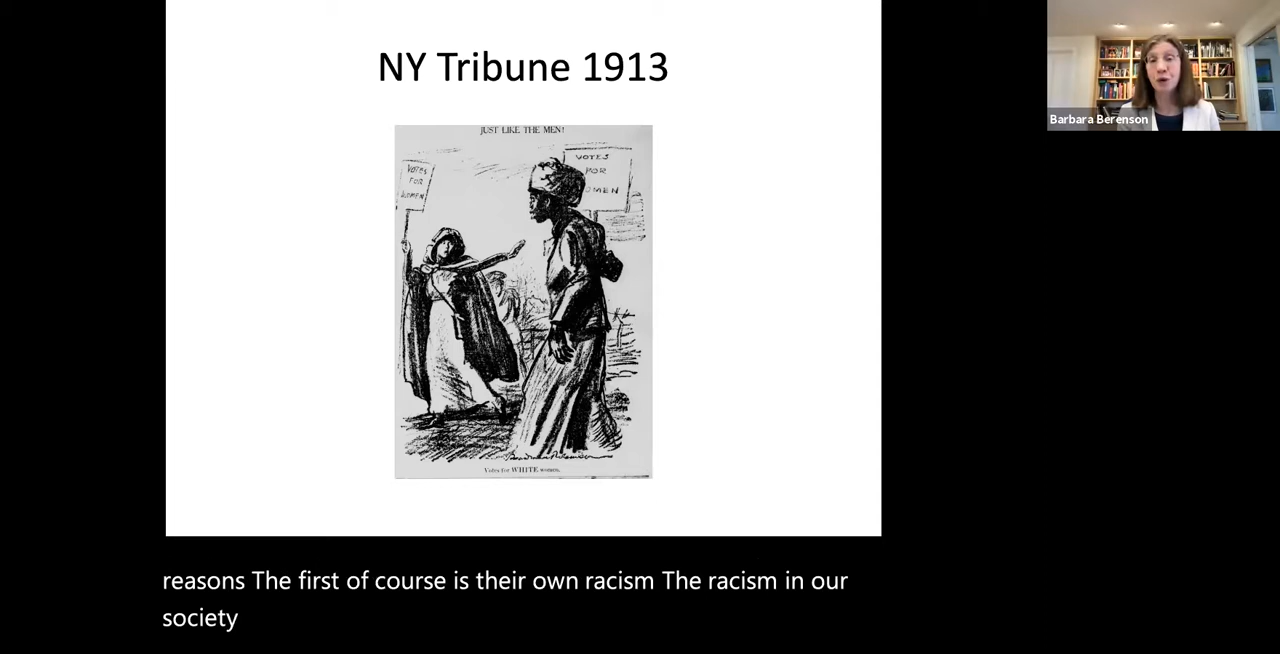 NY Tribune 1913
JUST LIKE THE MEN!
VOTES
FOR
WOMEN
VOTES
FOR
OMEN
Votes for WHITE women.
Barbara Berenson
reasons The first of course is their own racism The racism in our
society